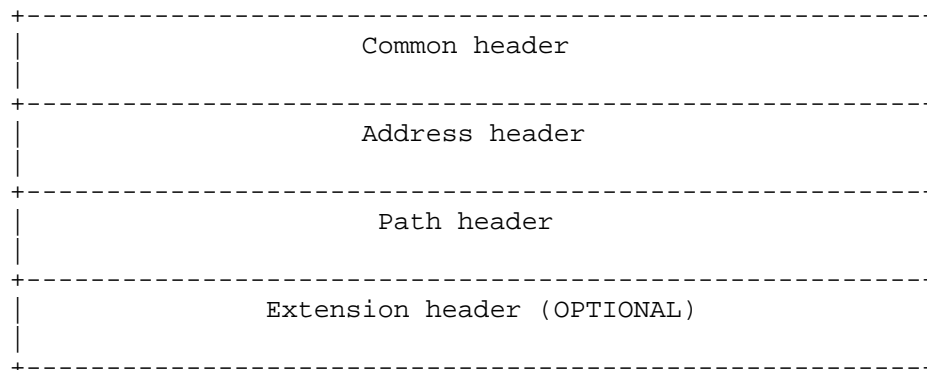 Common header
Address header
Path header
Extension header (OPTIONAL)